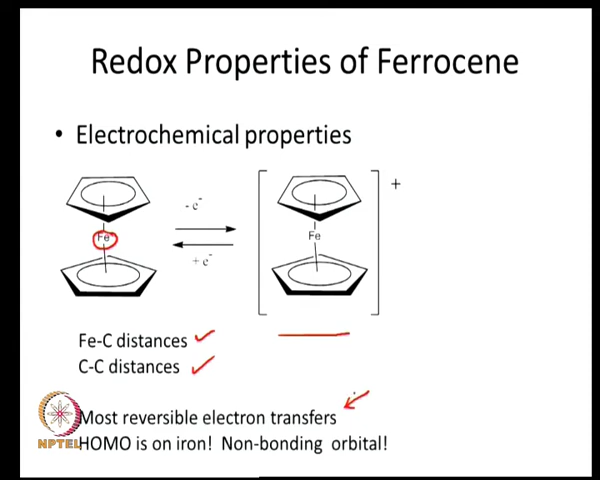 Redox Properties of Ferrocene
• Electrochemical properties
- e-
Fe
+ e-
Fe
+
Fe-C distances
C-C distances
Most reversible electron transfers
NPTEL HOMO is on iron! Non-bonding orbital!